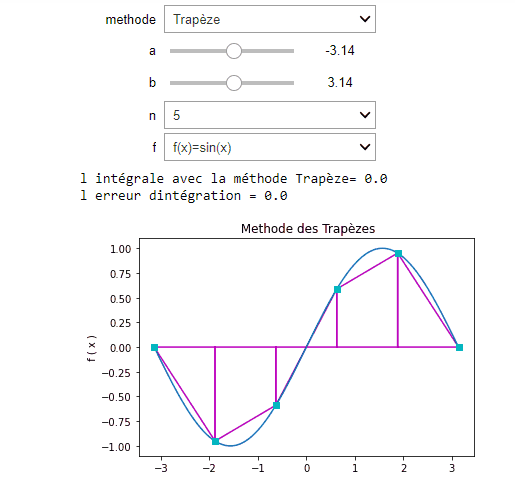 methode Trapèze
a -3.14
b 3.14
n 5
f f(x)=sin(x)
l intégrale avec la méthode Trapèze= 0.0
l erreur dintégration = 0.0
Methode des Trapèzes
1.00
0.75
0.50
0.25
0.00
−0.25
−0.50
−0.75
−1.00
f ( x )
−3 −2 −1 0 1 2 3